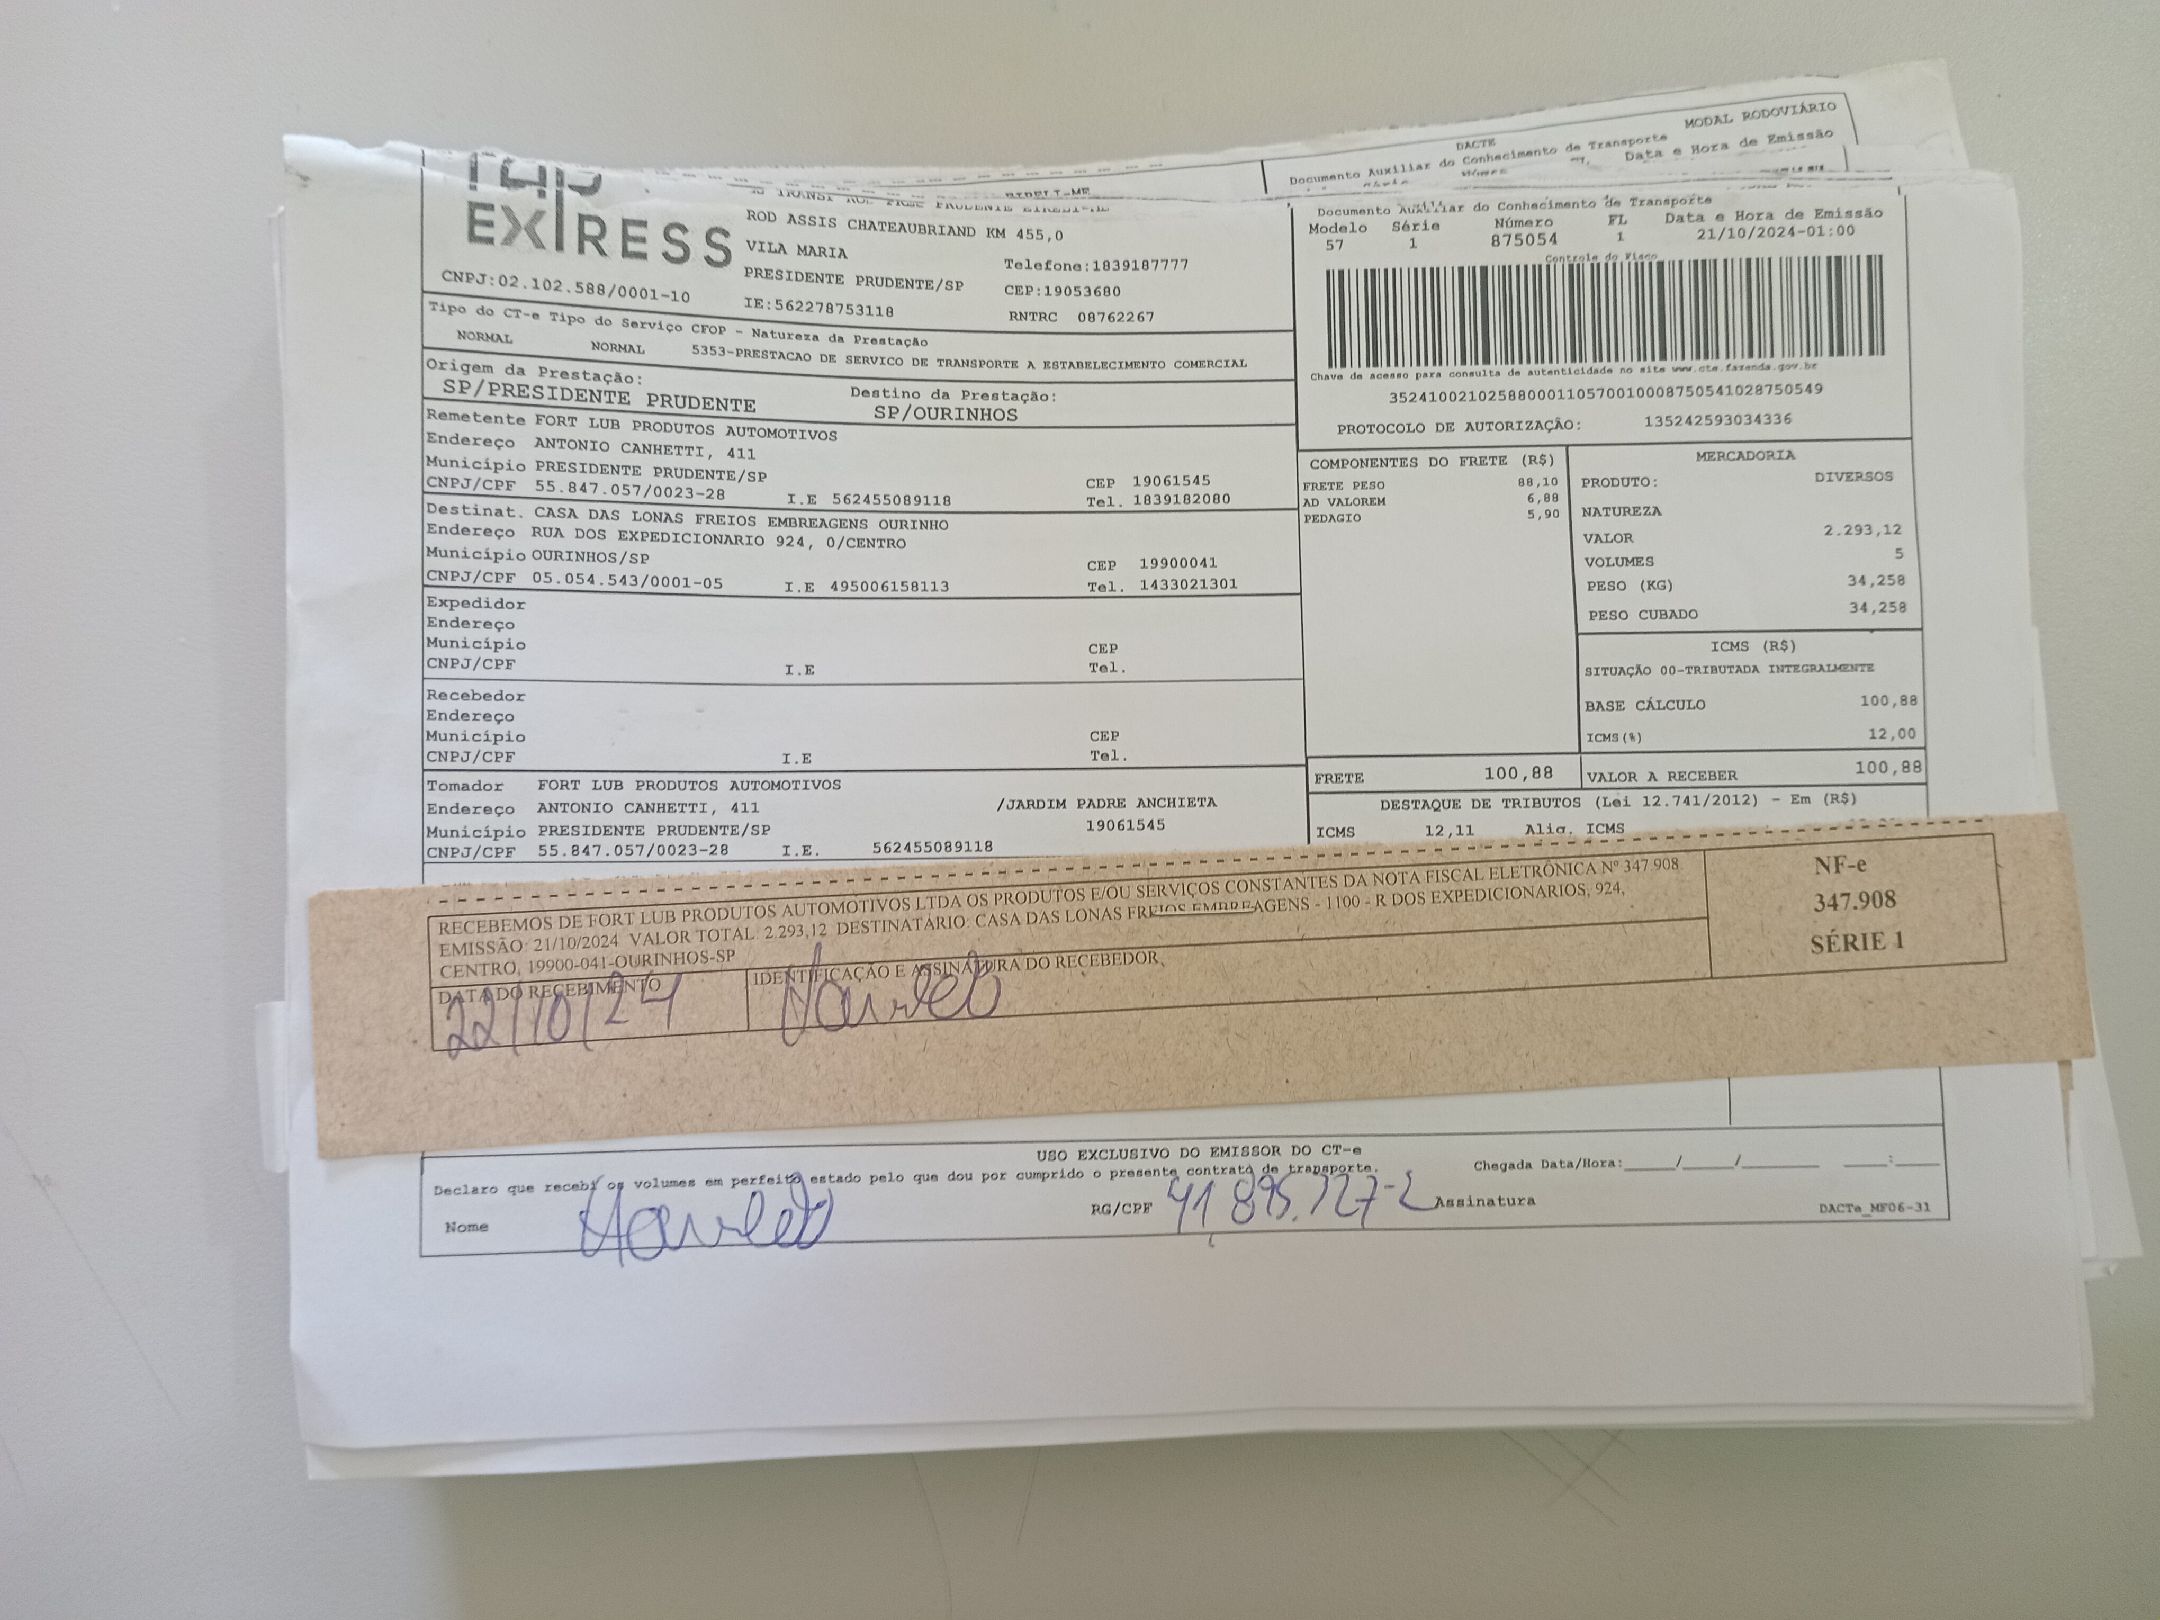 DACTE
MODAL RODOVIÁRIO
Documento Auxiliar do Conhecimento de Transporte
Data e Hora de Emissão
EXPRESS
ROD ASSIS CHATEAUBRIAND KM 455,0
VILA MARIA
Telefone:1839187777
PRESIDENTE PRUDENTE/SP
CEP:19053680
CNPJ:02.102.588/0001-10
IE:562278753118
RNTRC 08762267
Documento Auxiliar do Conhecimento de Transporte
Modelo Série Número FL Data e Hora de Emissão
57 1 875054 1 21/10/2024-01:00
Controle do Fisco
Chave de acesso para consulta de autenticidade no site www.cte.fazenda.gov.br
35241002102588000110570010008750541028750549
PROTOCOLO DE AUTORIZAÇÃO: 135242593034336
Tipo do CT-e Tipo do Serviço CFOP - Natureza da Prestação
NORMAL NORMAL 5353-PRESTACAO DE SERVICO DE TRANSPORTE A ESTABELECIMENTO COMERCIAL
Origem da Prestação: Destino da Prestação:
SP/PRESIDENTE PRUDENTE SP/OURINHOS
Remetente FORT LUB PRODUTOS AUTOMOTIVOS
Endereço ANTONIO CANHETTI, 411
Município PRESIDENTE PRUDENTE/SP CEP 19061545
CNPJ/CPF 55.847.057/0023-28 I.E 562455089118 Tel. 1839182080
Destinat. CASA DAS LONAS FREIOS EMBREAGENS OURINHO
Endereço RUA DOS EXPEDICIONARIO 924, 0/CENTRO
Município OURINHOS/SP CEP 19900041
CNPJ/CPF 05.054.543/0001-05 I.E 495006158113 Tel. 1433021301
Expedidor
Endereço
Município CEP
CNPJ/CPF I.E Tel.
Recebedor
Endereço
Município CEP
CNPJ/CPF I.E Tel.
Tomador FORT LUB PRODUTOS AUTOMOTIVOS
Endereço ANTONIO CANHETTI, 411 /JARDIM PADRE ANCHIETA
Município PRESIDENTE PRUDENTE/SP 19061545
CNPJ/CPF 55.847.057/0023-28 I.E. 562455089118
COMPONENTES DO FRETE (R$)
FRETE PESO 88,10
AD VALOREM 6,88
PEDAGIO 5,90
MERCADORIA
PRODUTO: DIVERSOS
NATUREZA
VALOR 2.293,12
VOLUMES 5
PESO (KG) 34,258
PESO CUBADO 34,258
ICMS (R$)
SITUAÇÃO 00-TRIBUTADA INTEGRALMENTE
BASE CÁLCULO 100,88
ICMS(%) 12,00
FRETE 100,88 VALOR A RECEBER 100,88
DESTAQUE DE TRIBUTOS (Lei 12.741/2012) - Em (R$)
ICMS 12,11 Aliq. ICMS
RECEBEMOS DE FORT LUB PRODUTOS AUTOMOTIVOS LTDA OS PRODUTOS E/OU SERVIÇOS CONSTANTES DA NOTA FISCAL ELETRÔNICA Nº 347.908
EMISSÃO: 21/10/2024 VALOR TOTAL: 2.293,12 DESTINATÁRIO: CASA DAS LONAS FREIOS EMBREAGENS - 1100 - R DOS EXPEDICIONARIOS, 924,
CENTRO, 19900-041-OURINHOS-SP
DATA DO RECEBIMENTO IDENTIFICAÇÃO E ASSINATURA DO RECEBEDOR
22/10/24
NF-e
347.908
SÉRIE 1
USO EXCLUSIVO DO EMISSOR DO CT-e
Declaro que recebi os volumes em perfeito estado pelo que dou por cumprido o presente contrato de transporte. Chegada Data/Hora:____/____/______ ____:____
Nome RG/CPF 41 895.727-2 Assinatura
DACTe_MF06-31